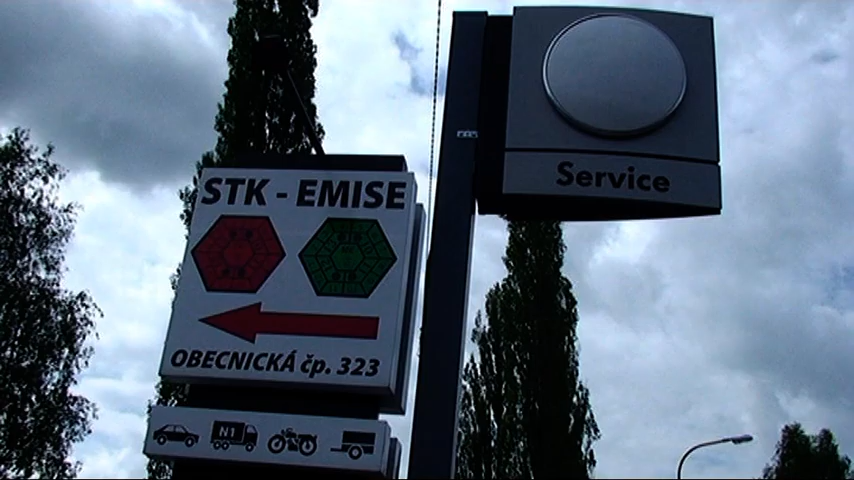 STK - EMISE
OBECNICKÁ čp. 323
N1
Service